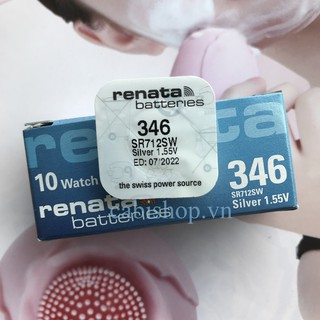 renata
batteries
346
SR712SW
Silver 1.55V
ED: 07/2022
the swiss power source
renata
10 Watch
346
SR712SW
Silver 1.55V
renata
batteries